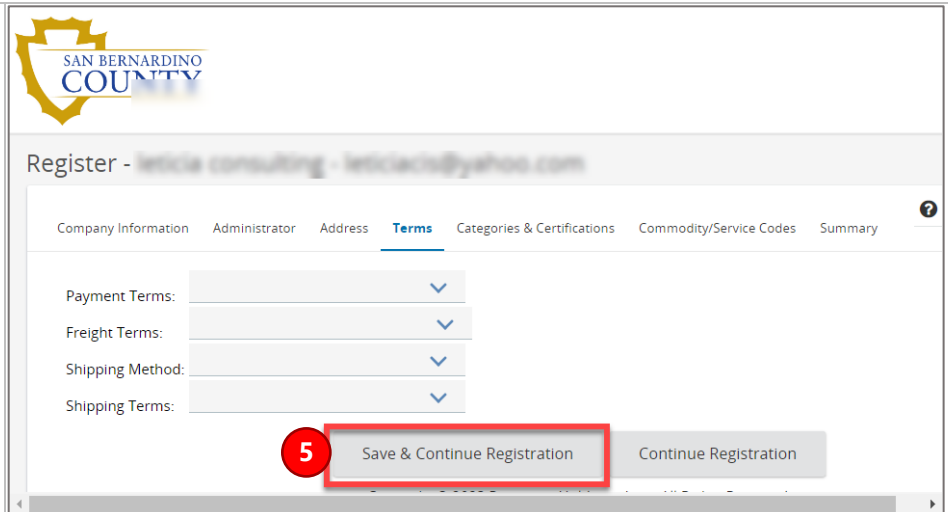 SAN BERNARDINO
COUNTY
Register -
Company Information Administrator Address Terms Categories & Certifications Commodity/Service Codes Summary
Payment Terms:
Freight Terms:
Shipping Method:
Shipping Terms:
5 Save & Continue Registration Continue Registration